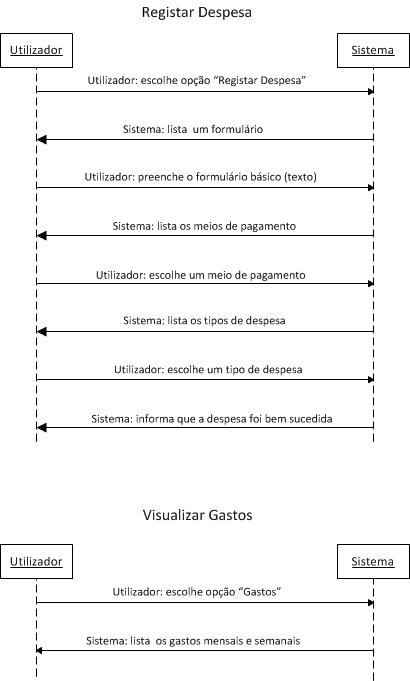 Registar Despesa
Utilizador
Sistema
Utilizador: escolhe opção “Registar Despesa”
Sistema: lista um formulário
Utilizador: preenche o formulário básico (texto)
Sistema: lista os meios de pagamento
Utilizador: escolhe um meio de pagamento
Sistema: lista os tipos de despesa
Utilizador: escolhe um tipo de despesa
Sistema: informa que a despesa foi bem sucedida
Visualizar Gastos
Utilizador
Sistema
Utilizador: escolhe opção “Gastos”
Sistema: lista os gastos mensais e semanais